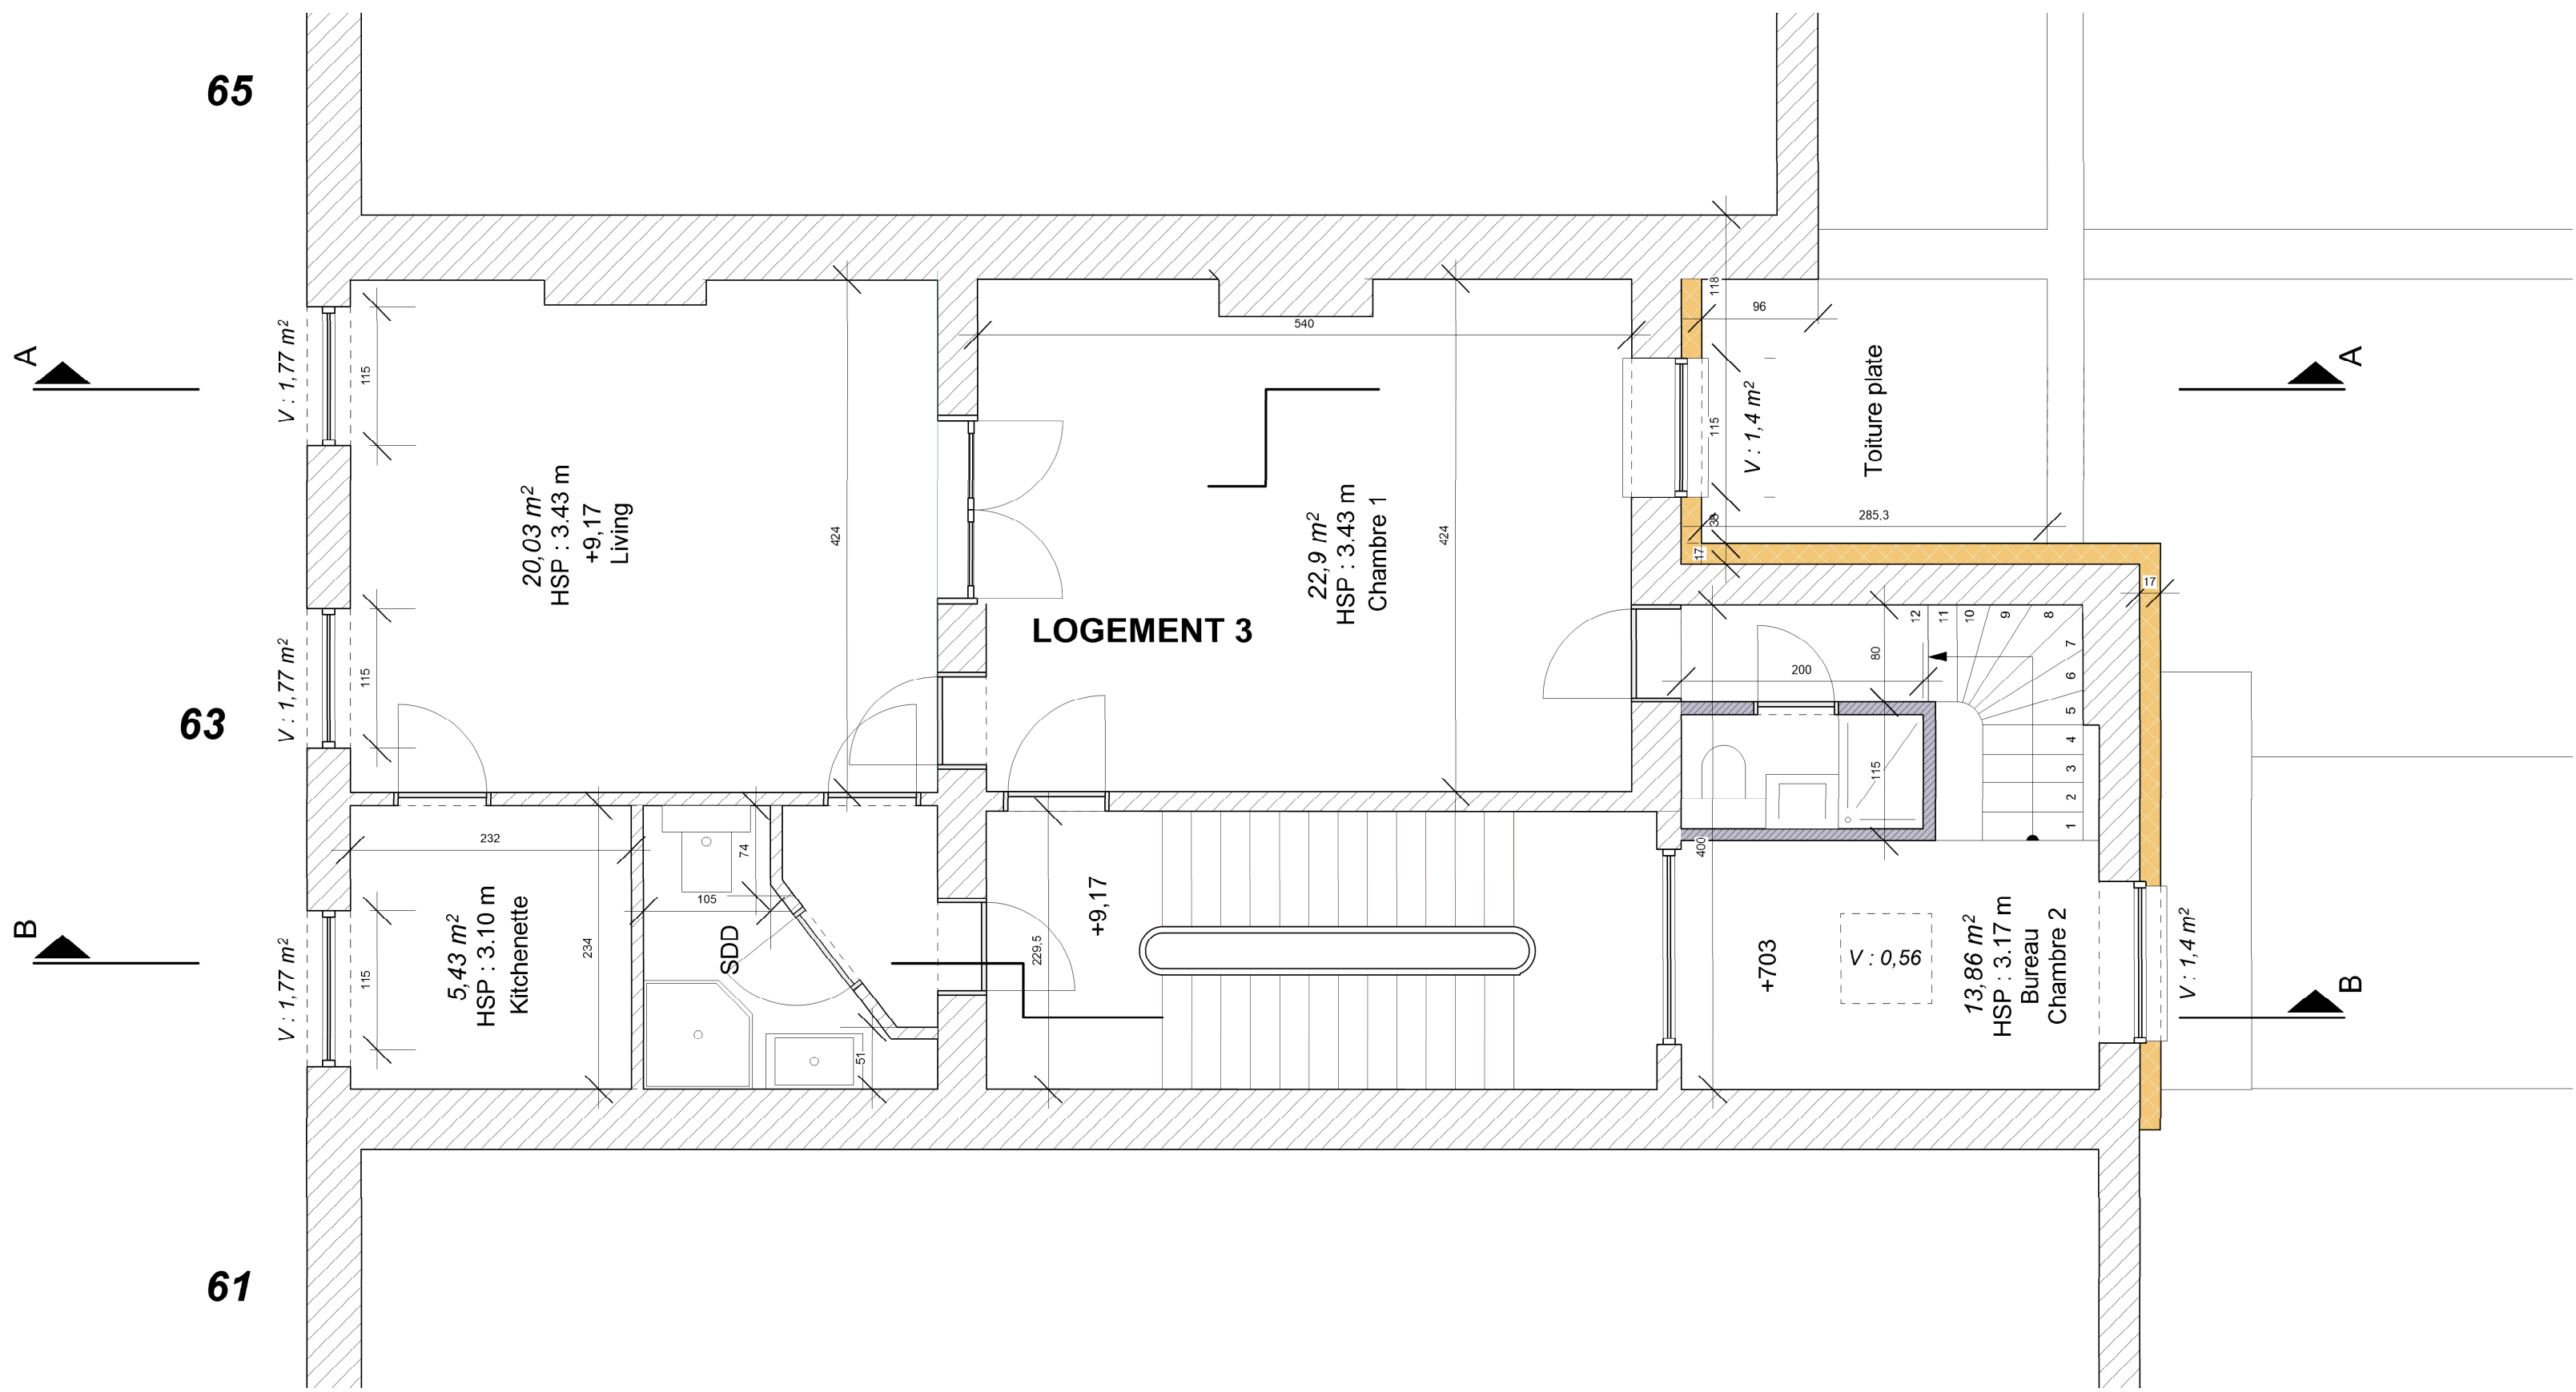 65
63
61
A
A
B
B
V : 1,77 m²
V : 1,77 m²
V : 1,77 m²
115
115
115
20,03 m²
HSP : 3.43 m
+9,17
Living
424
5,43 m²
HSP : 3.10 m
Kitchenette
232
234
SDD
105
74
51
LOGEMENT 3
540
22,9 m²
HSP : 3.43 m
Chambre 1
424
+9,17
229,5
118
96
115
V : 1,4 m²
Toiture plate
285,3
38
17
17
80
200
115
400
12
11
10
9
8
7
6
5
4
3
2
1
+703
V : 0,56
13,86 m²
HSP : 3.17 m
Bureau
Chambre 2
V : 1,4 m²